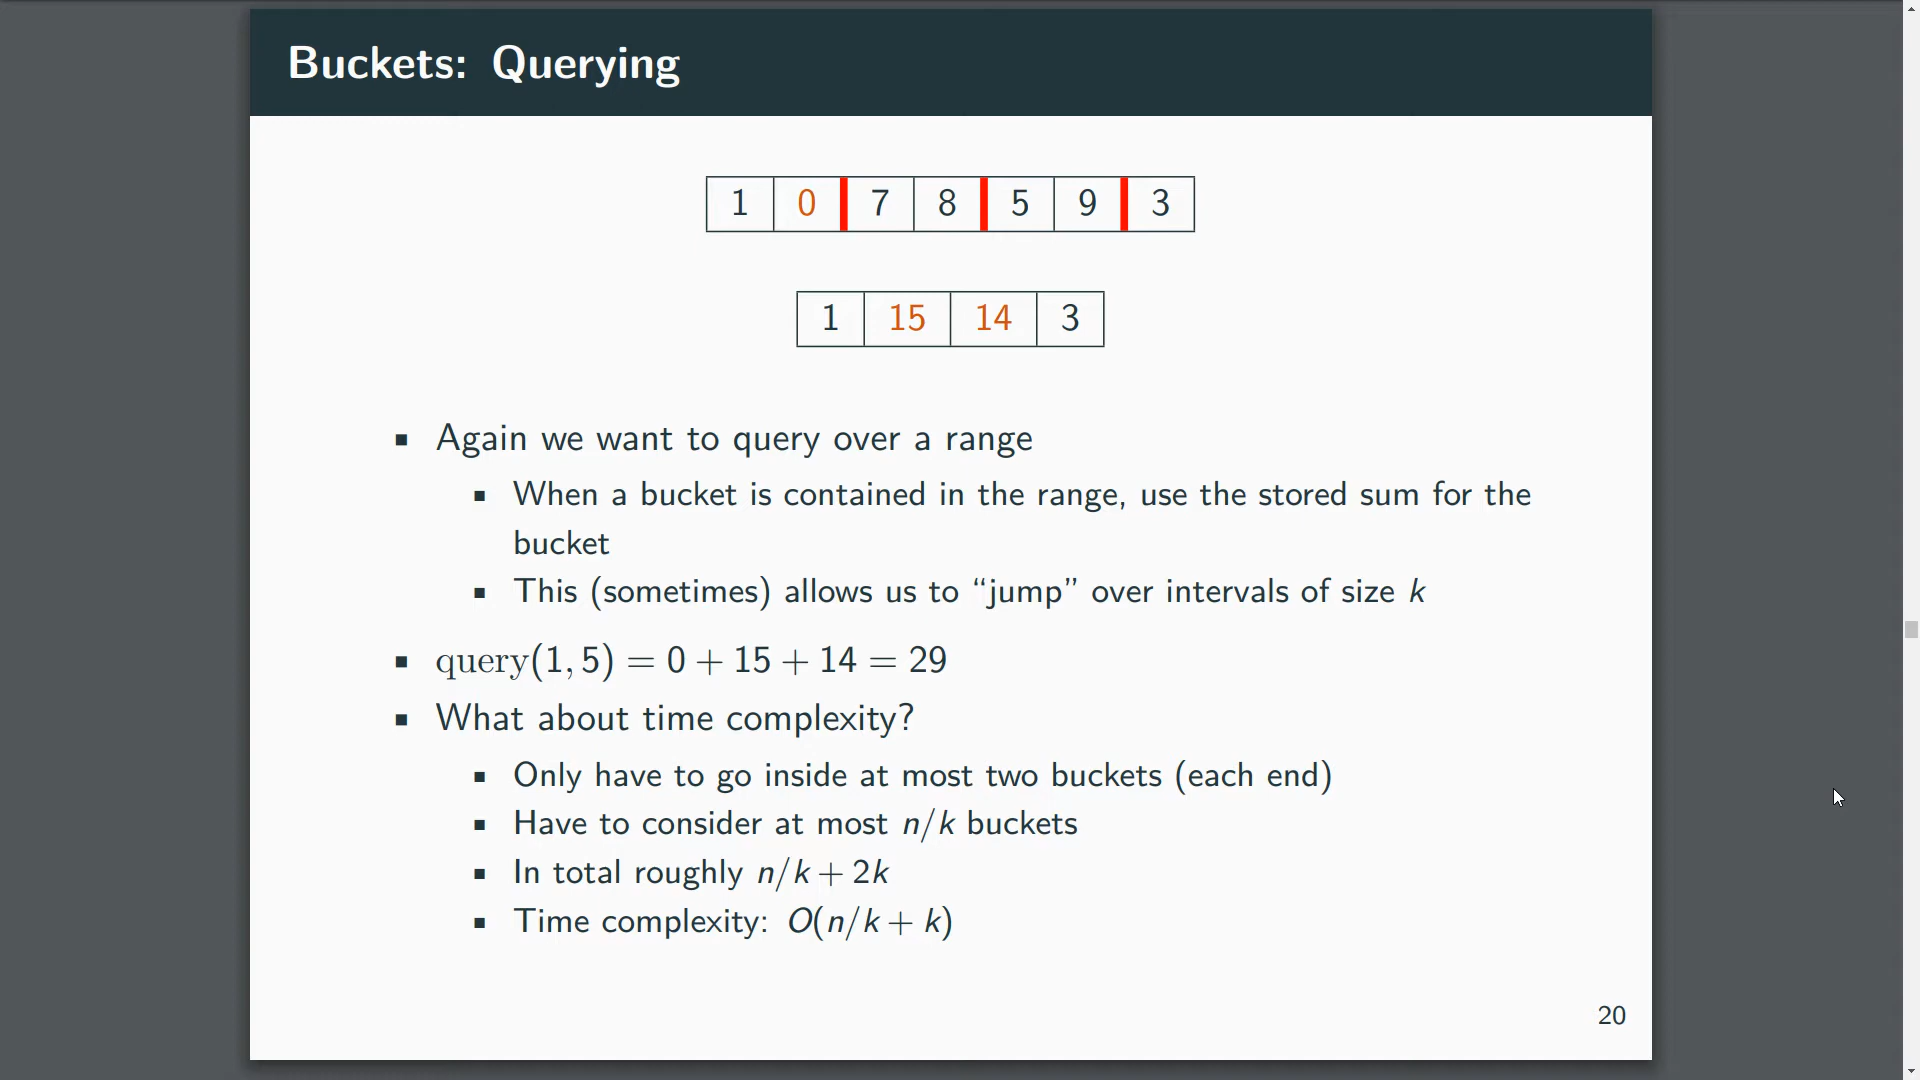 Buckets: Querying
1 0 7 8 5 9 3
1 15 14 3
▪ Again we want to query over a range
▪ When a bucket is contained in the range, use the stored sum for the
bucket
▪ This (sometimes) allows us to “jump” over intervals of size k
▪ query(1, 5) = 0 + 15 + 14 = 29
▪ What about time complexity?
▪ Only have to go inside at most two buckets (each end)
▪ Have to consider at most n/k buckets
▪ In total roughly n/k + 2k
▪ Time complexity: O(n/k + k)
20